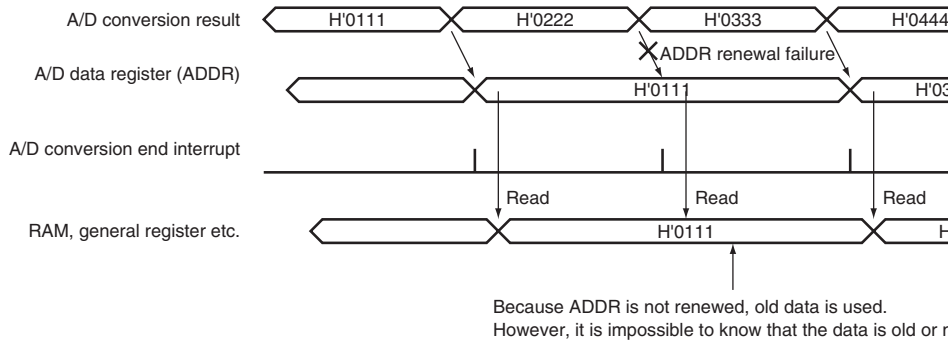 A/D conversion result
H'0111 H'0222 H'0333 H'0444
ADDR renewal failure
A/D data register (ADDR)
H'0111
A/D conversion end interrupt
Read Read Read
RAM, general register etc.
H'0111
Because ADDR is not renewed, old data is used.
However, it is impossible to know that the data is old or